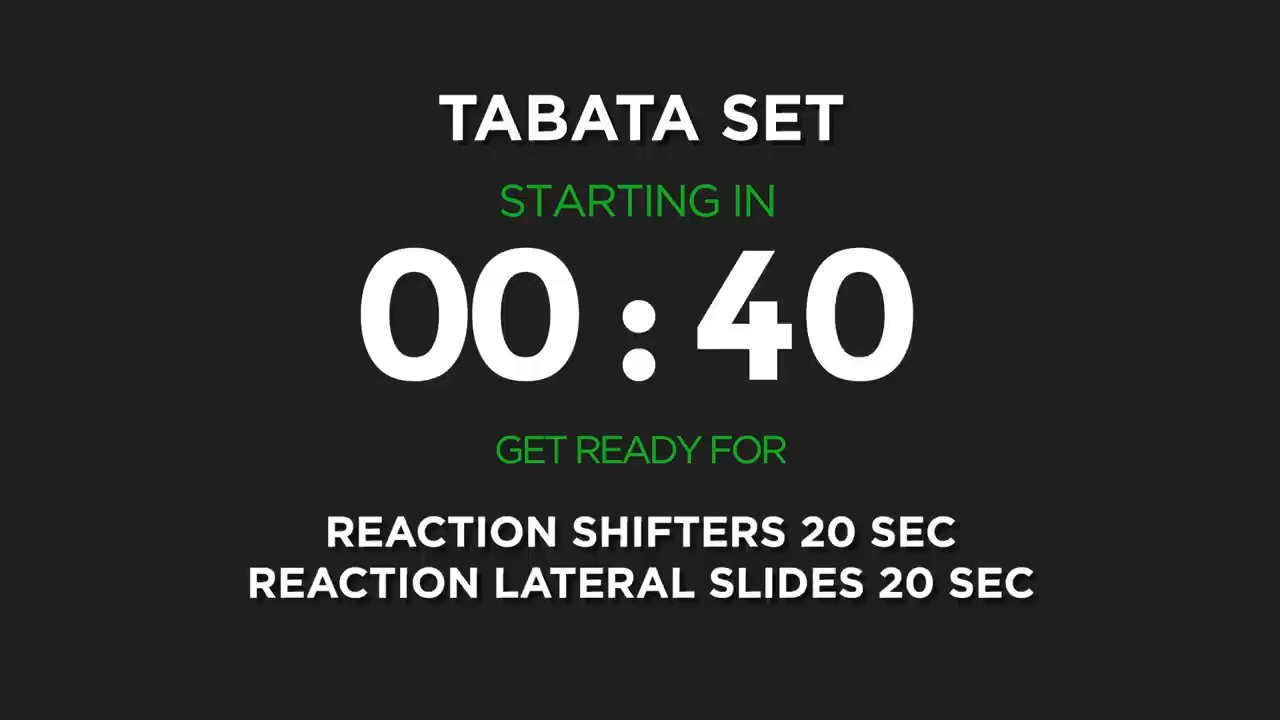 TABATA SET
STARTING IN
00:40
GET READY FOR
REACTION SHIFTERS 20 SEC
REACTION LATERAL SLIDES 20 SEC